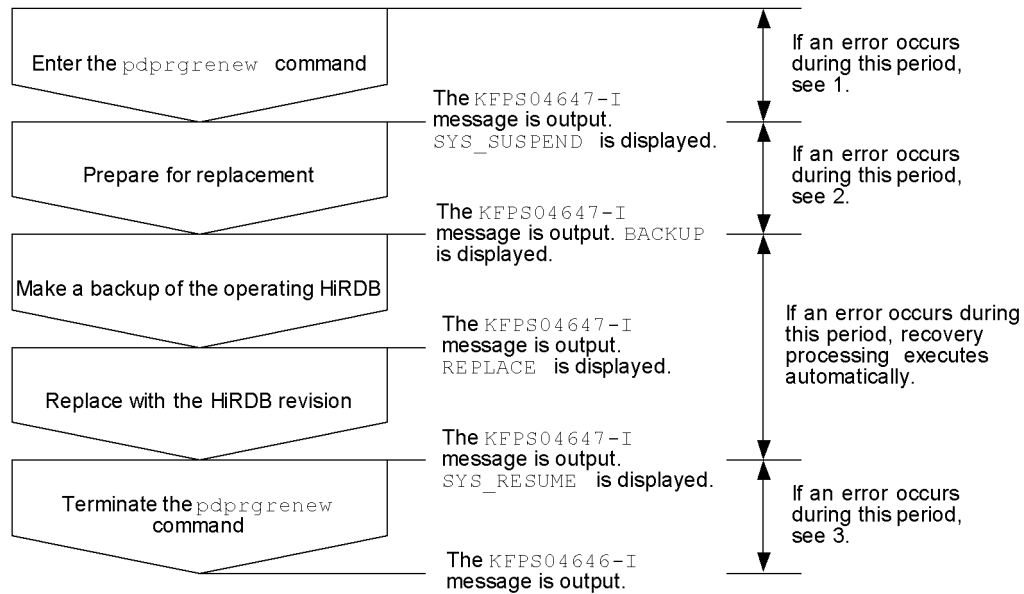 Enter the pdprgrenew command
If an error occurs
during this period,
see 1.
The KFPS04647-I
message is output.
SYS_SUSPEND is displayed.
Prepare for replacement
If an error occurs
during this period,
see 2.
The KFPS04647-I
message is output. BACKUP
is displayed.
Make a backup of the operating HiRDB
If an error occurs during
this period, recovery
processing executes
automatically.
The KFPS04647-I
message is output.
REPLACE is displayed.
Replace with the HiRDB revision
The KFPS04647-I
message is output.
SYS_RESUME is displayed.
Terminate the pdprgrenew
command
If an error occurs
during this period,
see 3.
The KFPS04646-I
message is output.